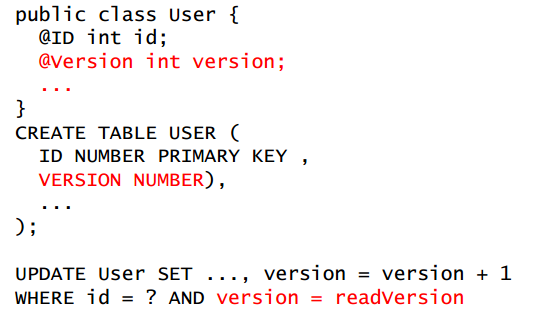 public class User {
@ID int id;
@Version int version;
...
}
CREATE TABLE USER (
ID NUMBER PRIMARY KEY ,
VERSION NUMBER),
...
);
UPDATE User SET ..., version = version + 1
WHERE id = ? AND version = readVersion